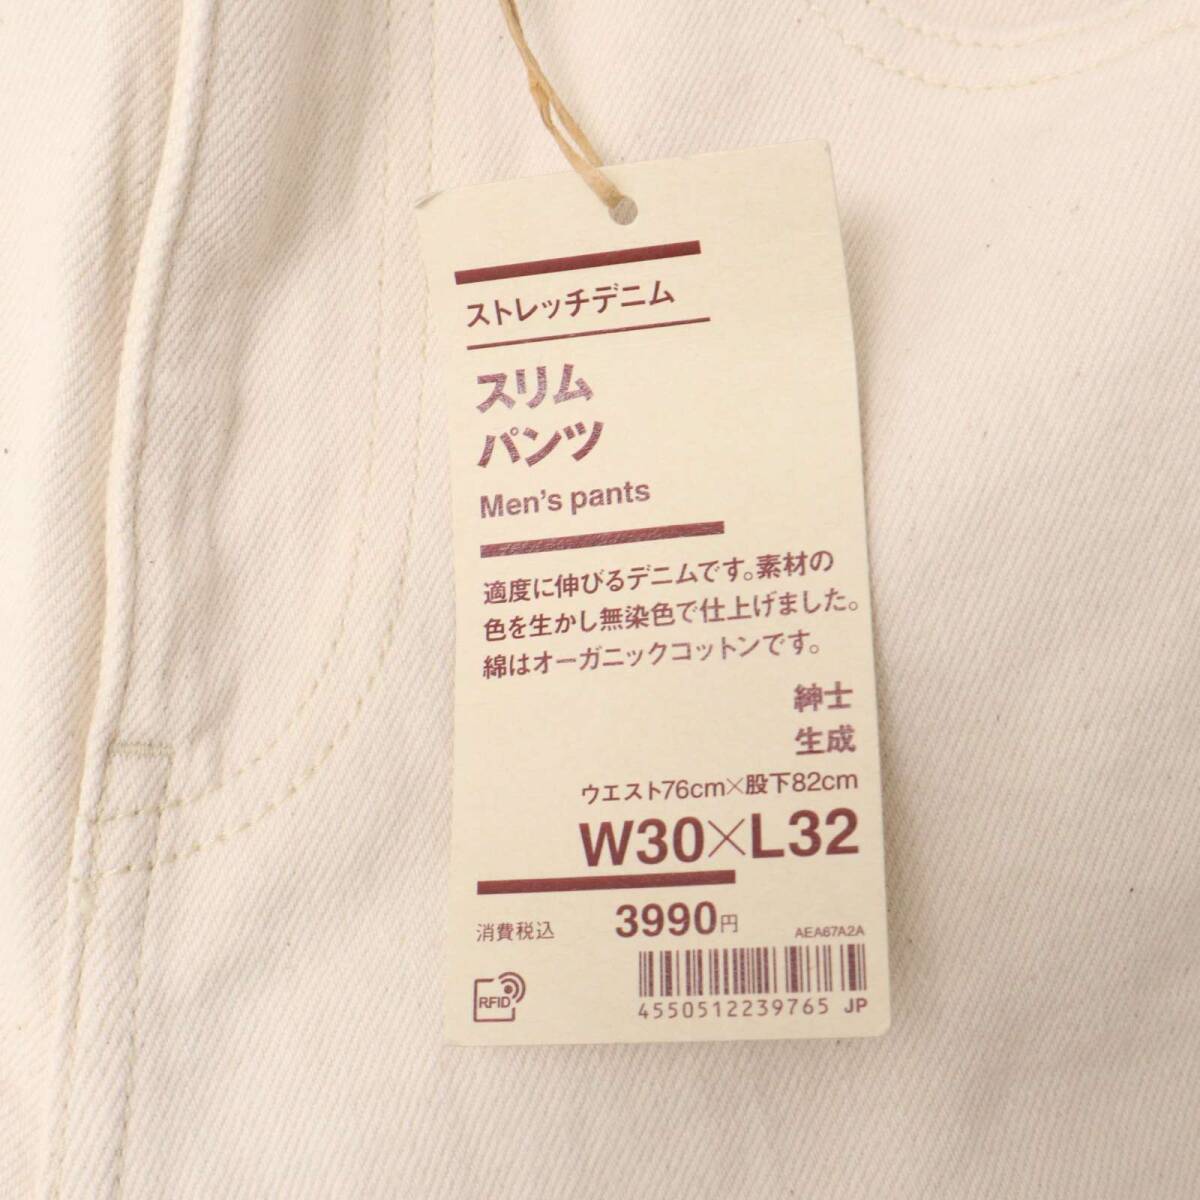 ストレッチデニム
スリム
パンツ
Men's pants
適度に伸びるデニムです。素材の
色を生かし無染色で仕上げました。
綿はオーガニックコットンです。
紳士
生成
ウエスト76cm×股下82cm
W30×L32
消費税込 3990円
AEA67A2A
RFID
4550512239765 JP